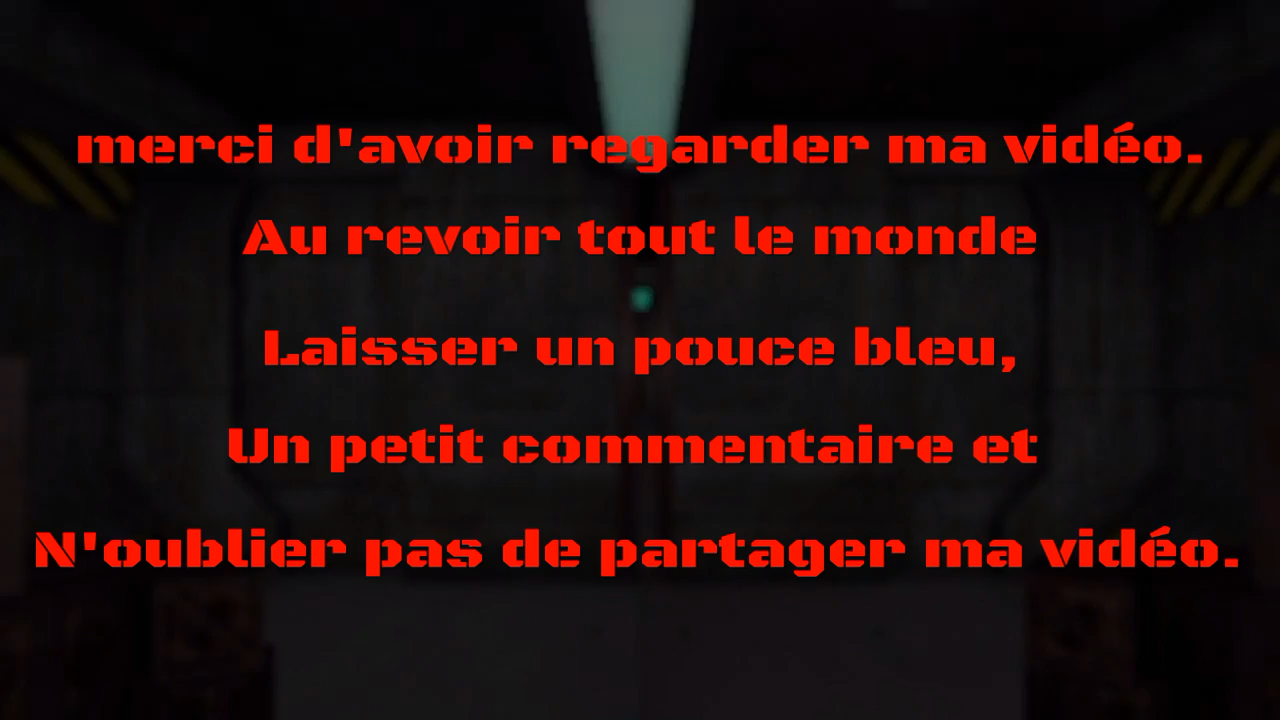 merci d'avoir regarder ma vidéo.
Au revoir tout le monde
Laisser un pouce bleu,
Un petit commentaire et
N'oublier pas de partager ma vidéo.